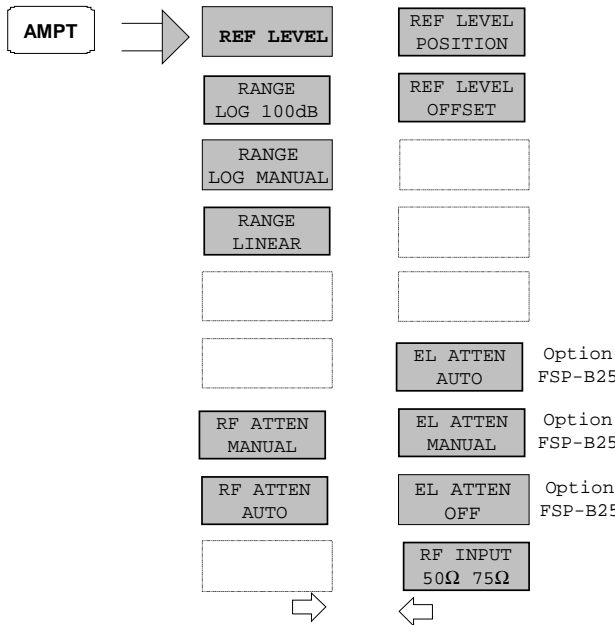 AMPT
REF LEVEL
RANGE
LOG 100dB
RANGE
LOG MANUAL
RANGE
LINEAR
RF ATTEN
MANUAL
RF ATTEN
AUTO
REF LEVEL
POSITION
REF LEVEL
OFFSET
EL ATTEN
AUTO
Option
FSP-B25
EL ATTEN
MANUAL
Option
FSP-B25
EL ATTEN
OFF
Option
FSP-B25
RF INPUT
50Ω 75Ω